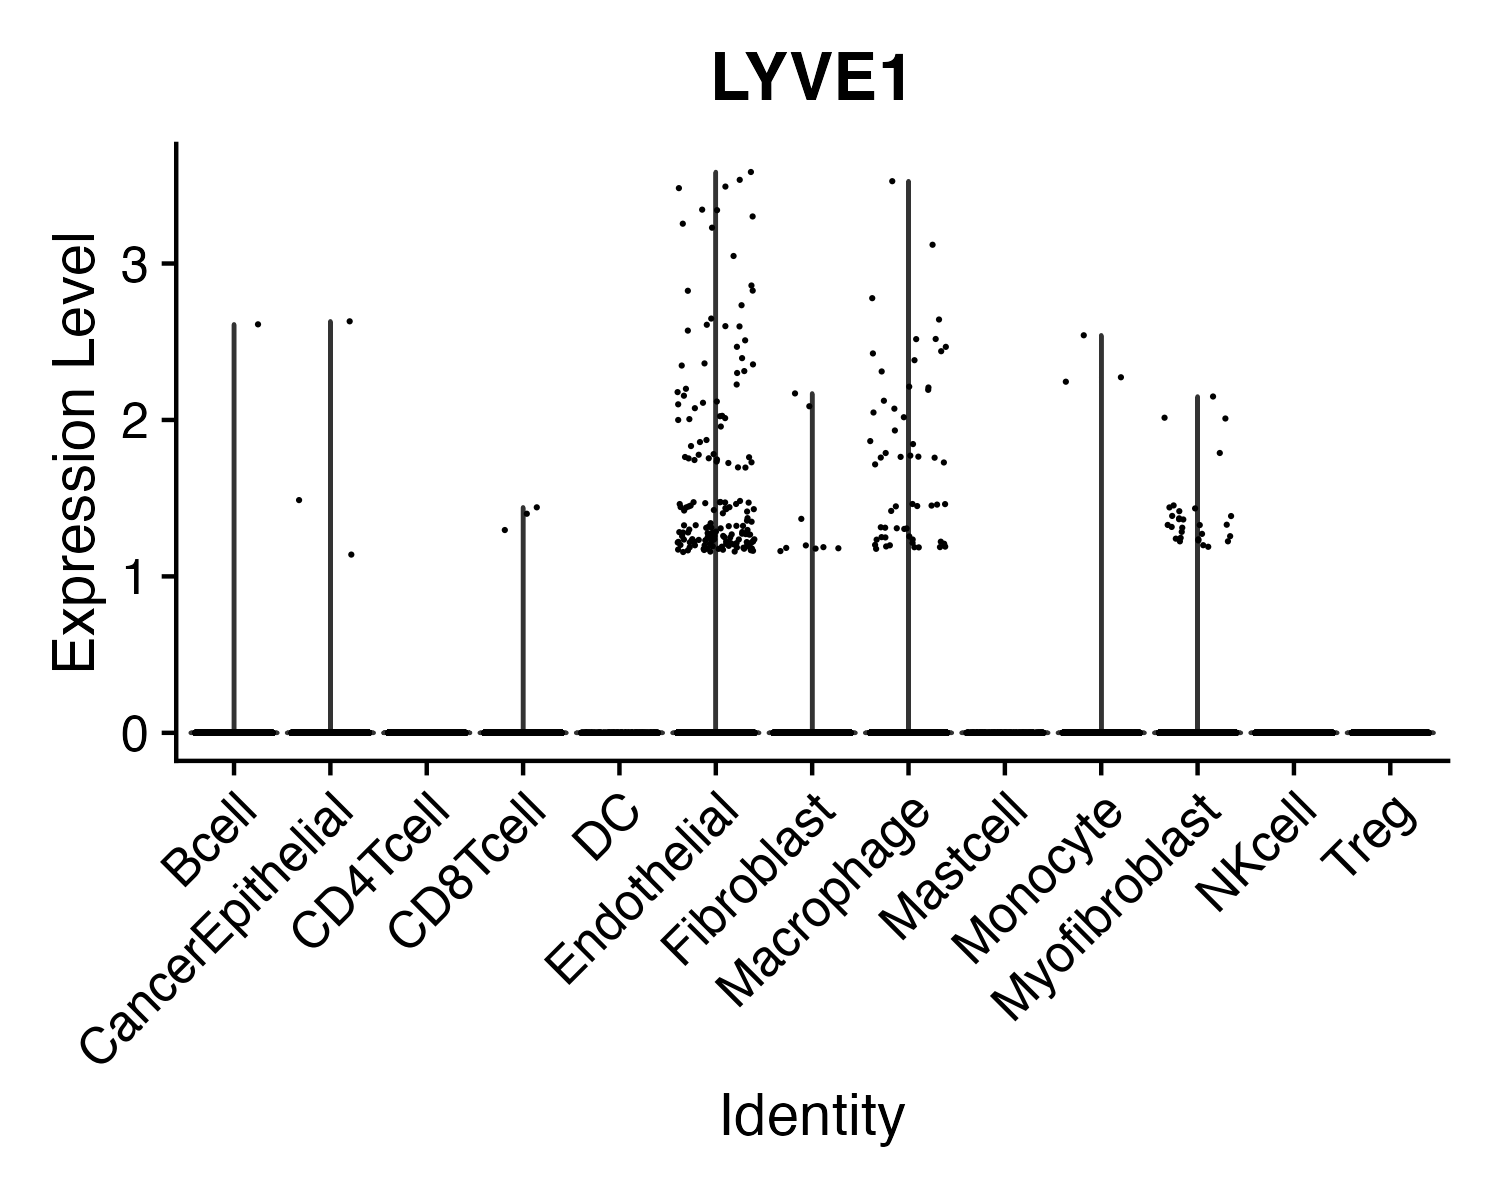 LYVE1
Expression Level
3
2
1
0
Bcell
CancerEpithelial
CD4Tcell
CD8Tcell
DC
Endothelial
Fibroblast
Macrophage
Mastcell
Monocyte
Myofibroblast
NKcell
Treg
Identity